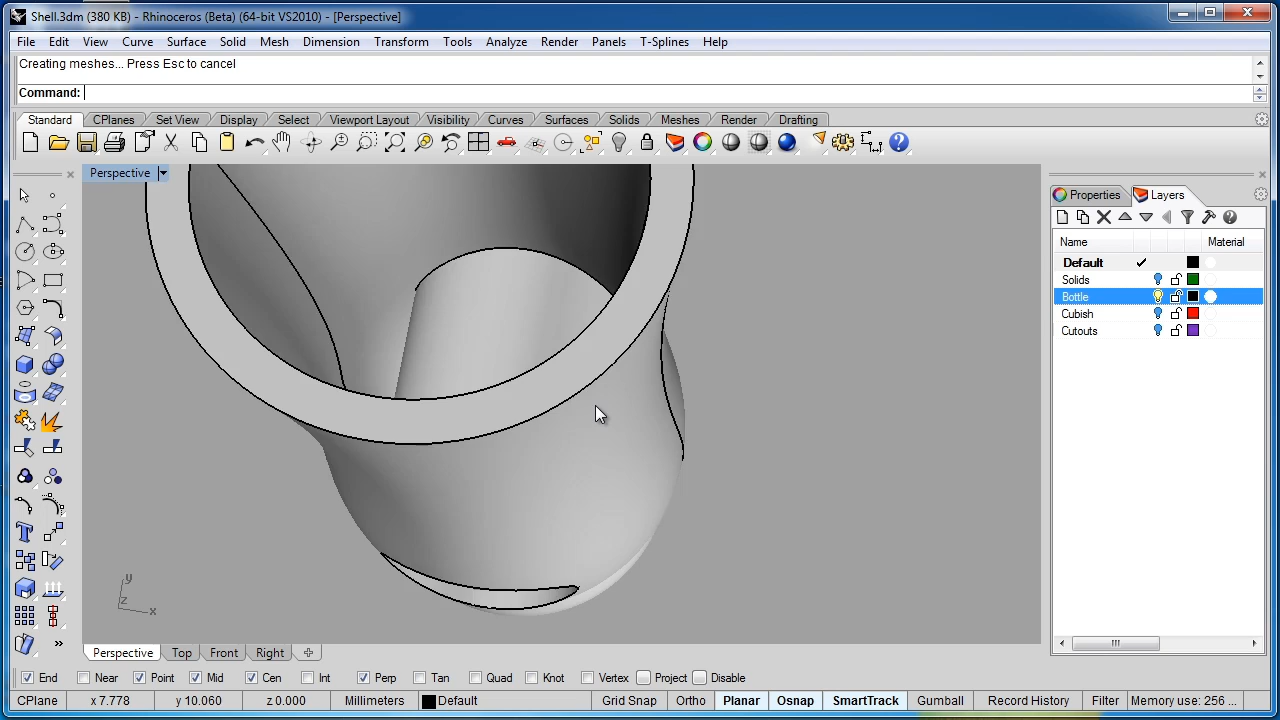 Shell.3dm (380 KB) - Rhinoceros (Beta) (64-bit VS2010) - [Perspective]
File Edit View Curve Surface Solid Mesh Dimension Transform Tools Analyze Render Panels T-Splines Help
Creating meshes... Press Esc to cancel
Command:
Standard CPlanes Set View Display Select Viewport Layout Visibility Curves Surfaces Solids Meshes Render Drafting
Perspective
Properties Layers
Name Material
Default
Solids
Bottle
Cubish
Cutouts
y
z x
Perspective Top Front Right
End Near Point Mid Cen Int Perp Tan Quad Knot Vertex Project Disable
CPlane x 7.778 y 10.060 z 0.000 Millimeters Default Grid Snap Ortho Planar Osnap SmartTrack Gumball Record History Filter Memory use: 256 ...